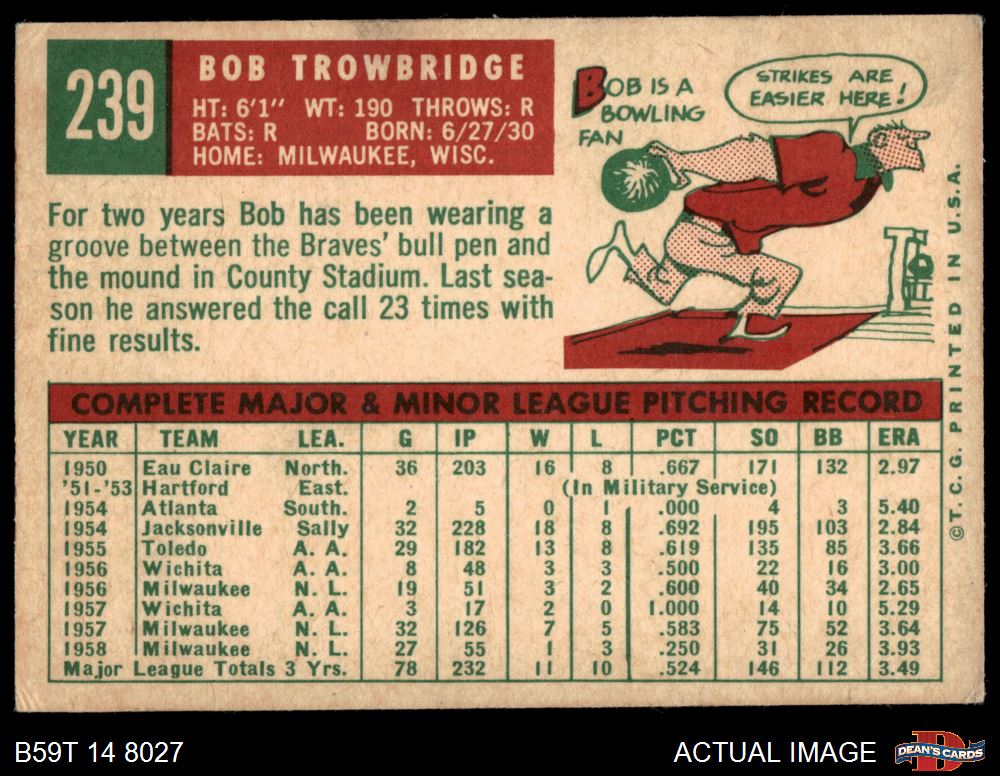 239
BOB TROWBRIDGE
HT: 6'1" WT: 190 THROWS: R
BATS: R BORN: 6/27/30
HOME: MILWAUKEE, WISC.
BOB IS A
BOWLING
FAN
STRIKES ARE
EASIER HERE!
For two years Bob has been wearing a
groove between the Braves' bull pen and
the mound in County Stadium. Last sea-
son he answered the call 23 times with
fine results.
COMPLETE MAJOR & MINOR LEAGUE PITCHING RECORD
YEAR TEAM LEA. G IP W L PCT SO BB ERA
1950 Eau Claire North. 36 203 16 8 .667 171 132 2.97
'51-'53 Hartford East. (In Military Service)
1954 Atlanta South. 2 5 0 1 .000 4 3 5.40
1954 Jacksonville Sally 32 228 18 8 .692 195 103 2.84
1955 Toledo A. A. 29 182 13 8 .619 135 85 3.66
1956 Wichita A. A. 8 48 3 3 .500 22 16 3.00
1956 Milwaukee N. L. 19 51 3 2 .600 40 34 2.65
1957 Wichita A. A. 3 17 2 0 1.000 14 10 5.29
1957 Milwaukee N. L. 32 126 7 5 .583 75 52 3.64
1958 Milwaukee N. L. 27 55 1 3 .250 31 26 3.93
Major League Totals 3 Yrs. 78 232 11 10 .524 146 112 3.49
© T. C. G. PRINTED IN U. S. A.
B59T 14 8027
ACTUAL IMAGE
DEAN'S CARDS